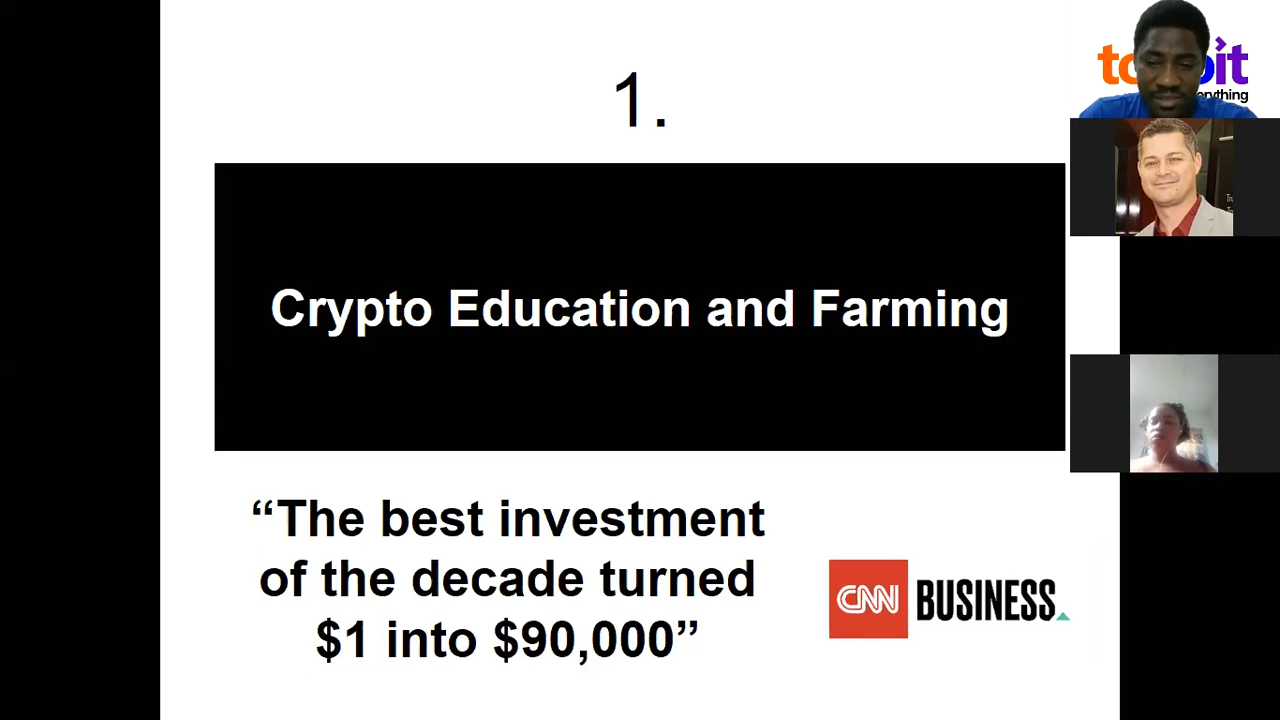 1.
Crypto Education and Farming
“The best investment
of the decade turned
$1 into $90,000”
CNN BUSINESS